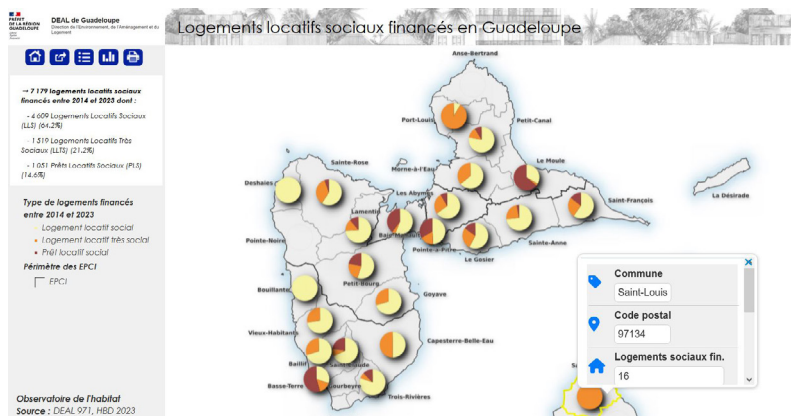 PRÉFET
DE LA RÉGION
GUADELOUPE
DEAL de Guadeloupe
Direction de l'Environnement, de l'Aménagement et du
Logement
Logements locatifs sociaux financés en Guadeloupe
→ 7 179 logements locatifs sociaux
financés entre 2014 et 2023 dont :
- 4 609 Logements Locatifs Sociaux
(LLS) (64.2%)
- 1 519 Logements Locatifs Très
Sociaux (LLTS) (21.2%)
- 1 051 Prêts Locatifs Sociaux (PLS)
(14.6%)
Type de logements financés
entre 2014 et 2023
Logement locatif social
Logement locatif très social
Prêt locatif social
Périmètre des EPCI
EPCI
Observatoire de l'habitat
Source : DEAL 971, HBD 2023
Anse-Bertrand
Port-Louis
Petit-Canal
Sainte-Rose
Morne-à-l'Eau
Le Moule
Deshaies
Les Abymes
La Désirade
Lamentin
Saint-François
Baie-Mahault
Pointe-Noire
Pointe-à-Pitre
Sainte-Anne
Le Gosier
Petit-Bourg
Bouillante
Goyave
Vieux-Habitants
Capesterre-Belle-Eau
Baillif
Saint-Claude
Basse-Terre
Gourbeyre
Trois-Rivières
Commune
Saint-Louis
Code postal
97134
Logements sociaux fin.
16